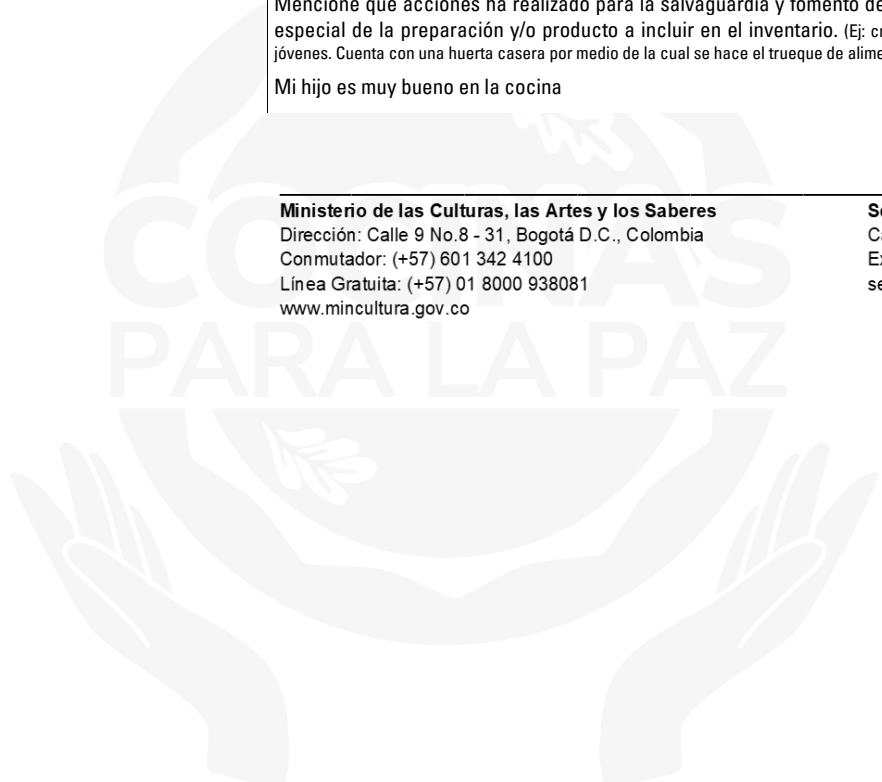 Mencione que acciones ha realizado para la salvaguardia y fomento de
especial de la preparación y/o producto a incluir en el inventario. (Ej:
jóvenes. Cuenta con una huerta casera por medio de la cual se hace el trueque de
Mi hijo es muy bueno en la cocina
Ministerio de las Culturas, las Artes y los Saberes
Dirección: Calle 9 No.8 - 31, Bogotá D.C., Colombia
Conmutador: (+57) 601 342 4100
Línea Gratuita: (+57) 01 8000 938081
www.mincultura.gov.co
COCINAS
PARA LA PAZ